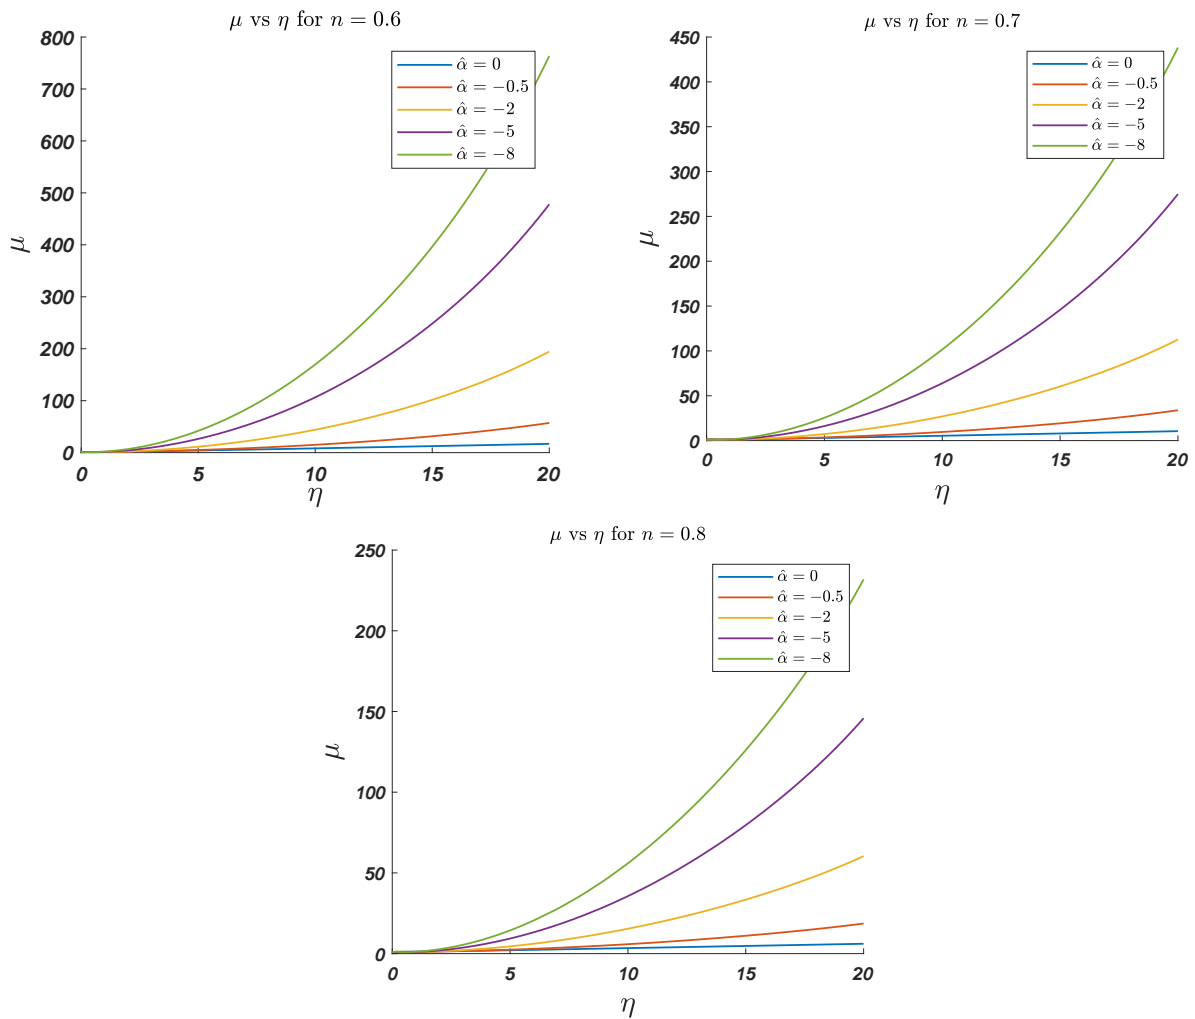 μ vs η for n = 0.6
800
700
600
500
400
300
200
100
0
μ
α̂ = 0
α̂ = −0.5
α̂ = −2
α̂ = −5
α̂ = −8
0 5 10 15 20
η
μ vs η for n = 0.7
450
400
350
300
250
200
150
100
50
0
μ
α̂ = 0
α̂ = −0.5
α̂ = −2
α̂ = −5
α̂ = −8
0 5 10 15 20
η
μ vs η for n = 0.8
250
200
150
100
50
0
μ
α̂ = 0
α̂ = −0.5
α̂ = −2
α̂ = −5
α̂ = −8
0 5 10 15 20
η